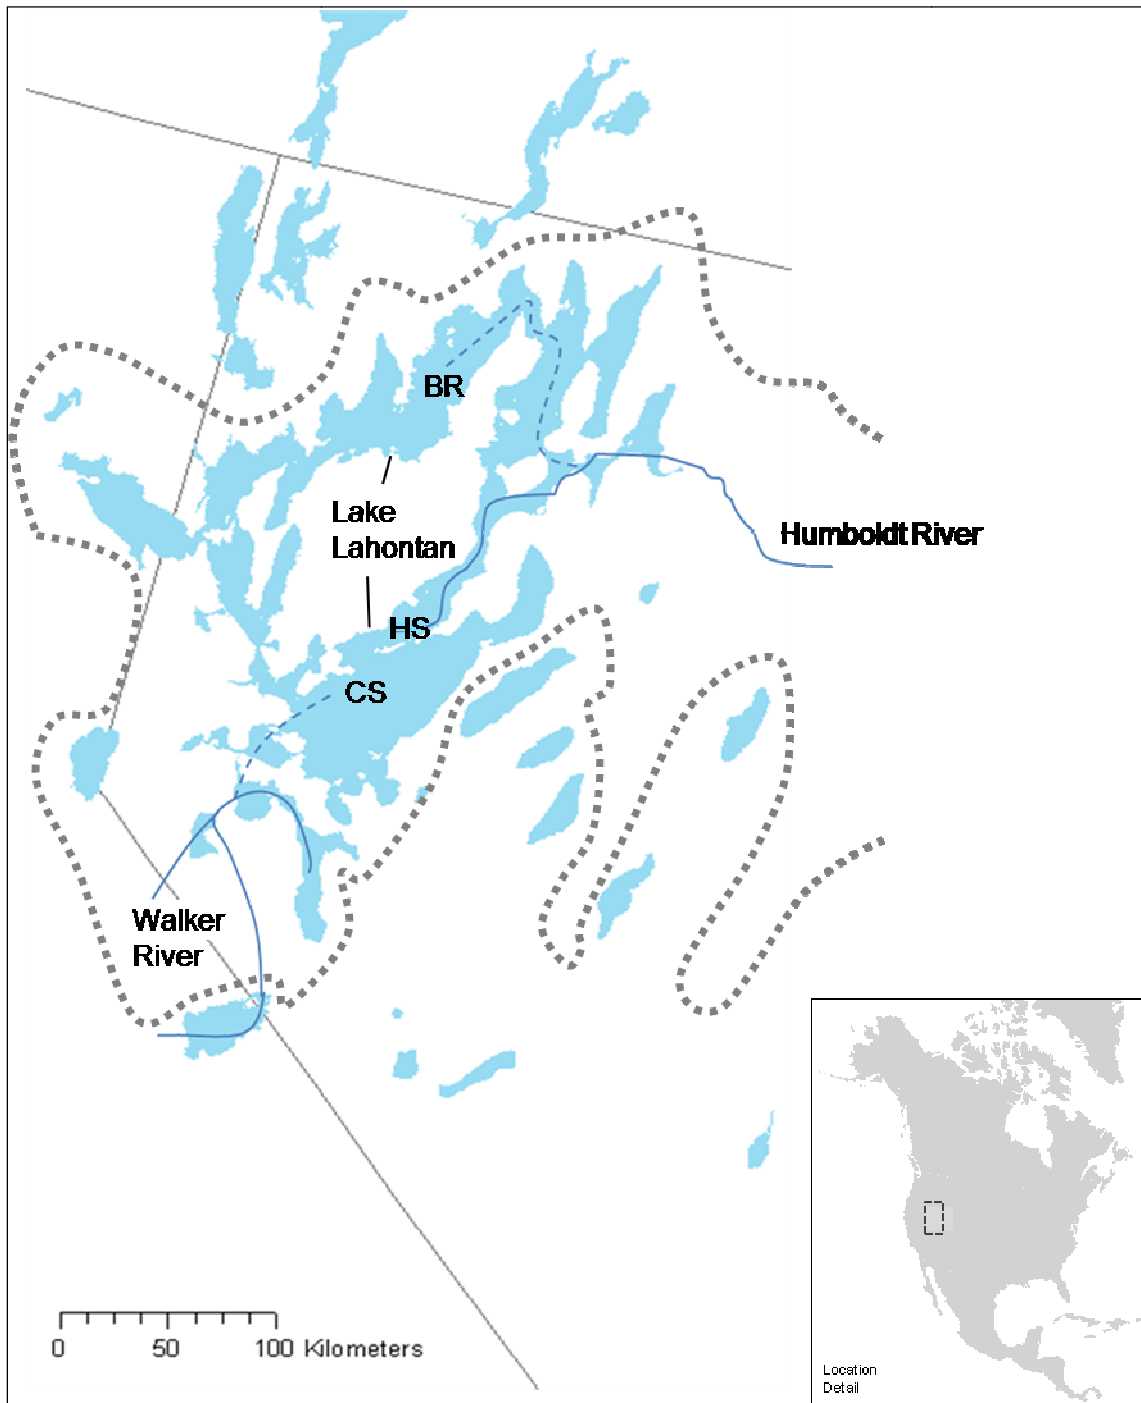 BR
Lake
Lahontan
Humboldt River
HS
CS
Walker
River
0 50 100 Kilometers
Location
Detail